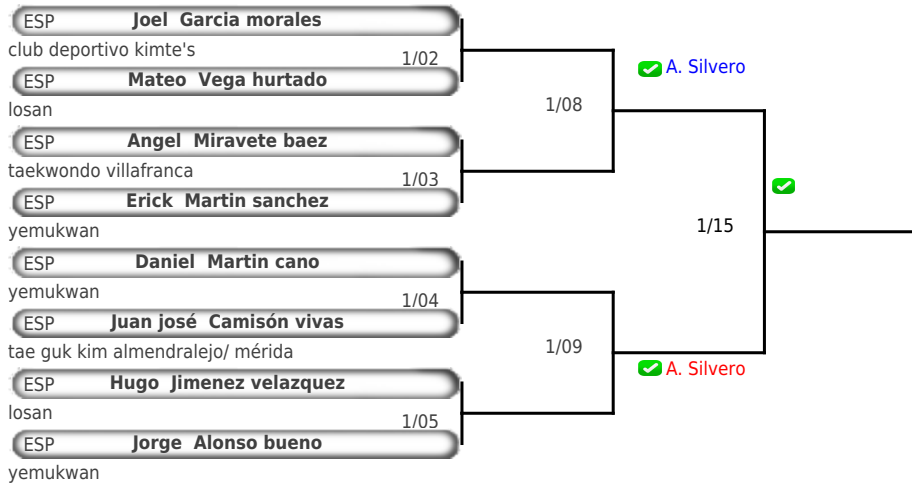 ESP Joel Garcia morales
club deportivo kimte's
1/02
ESP Mateo Vega hurtado
losan
A. Silvero
1/08
ESP Angel Miravete baez
taekwondo villafranca
1/03
ESP Erick Martin sanchez
yemukwan
1/15
ESP Daniel Martin cano
yemukwan
1/04
ESP Juan josé Camisón vivas
tae guk kim almendralejo/ mérida
1/09
A. Silvero
ESP Hugo Jimenez velazquez
losan
1/05
ESP Jorge Alonso bueno
yemukwan